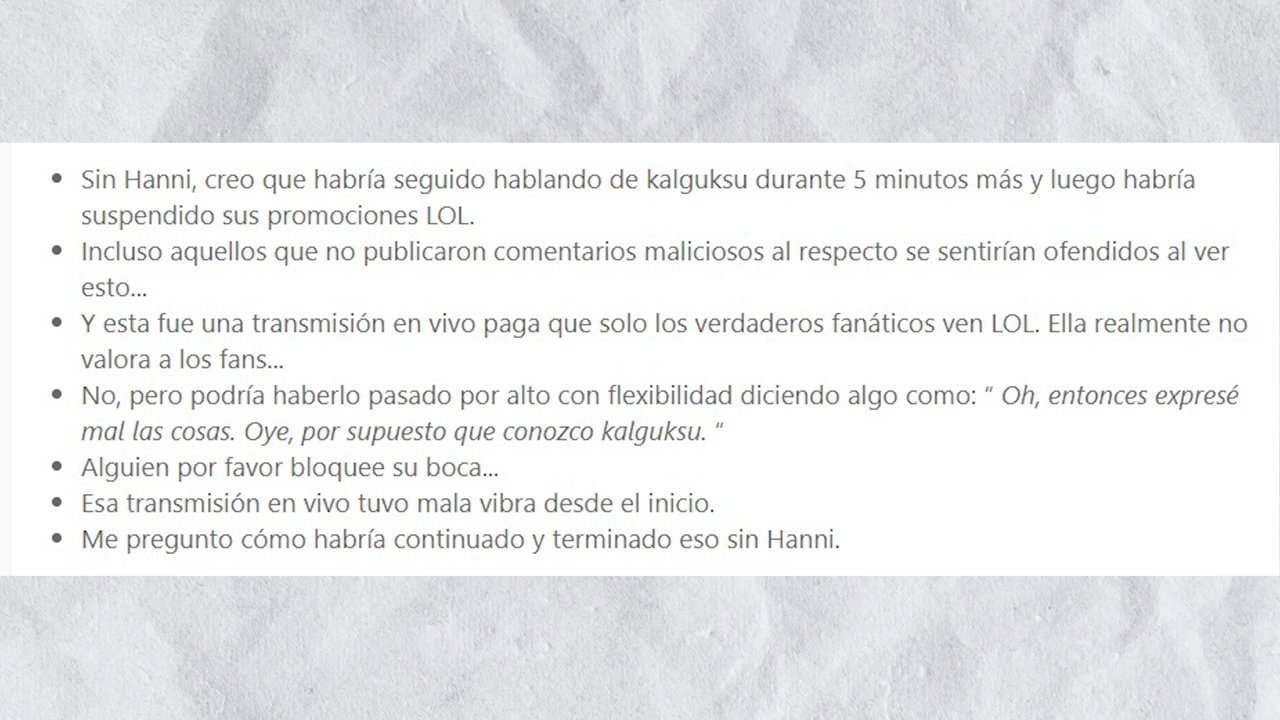 • Sin Hanni, creo que habría seguido hablando de kalguksu durante 5 minutos más y luego habría
suspendido sus promociones LOL.
• Incluso aquellos que no publicaron comentarios maliciosos al respecto se sentirían ofendidos al ver
esto...
• Y esta fue una transmisión en vivo paga que solo los verdaderos fanáticos ven LOL. Ella realmente no
valora a los fans...
• No, pero podría haberlo pasado por alto con flexibilidad diciendo algo como: “ Oh, entonces expresé
mal las cosas. Oye, por supuesto que conozco kalguksu. “
• Alguien por favor bloquee su boca...
• Esa transmisión en vivo tuvo mala vibra desde el inicio.
• Me pregunto cómo habría continuado y terminado eso sin Hanni.